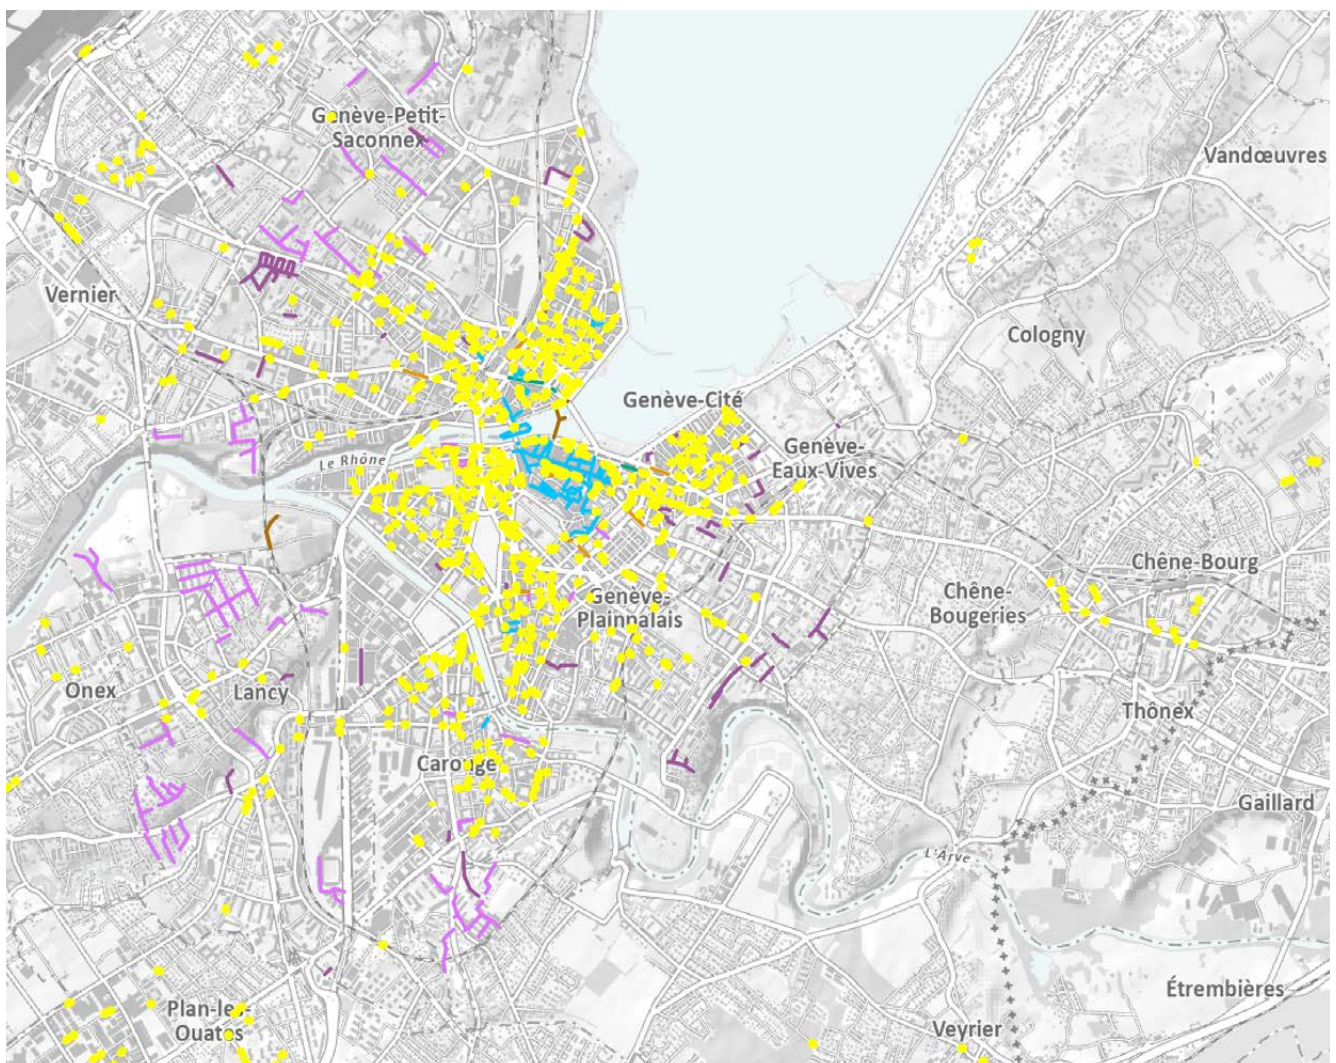 Genève-Petit-
Saconnex
Vandœuvres
Vernier
Cologny
Genève-Cité
Genève-
Eaux-Vives
Le Rhône
Chêne-Bourg
Chêne-
Bougeries
Genève-
Plainpalais
Onex
Lancy
Thônex
Carouge
Gaillard
L'Arve
Étrembières
Plan-les-
Ouates
Veyrier